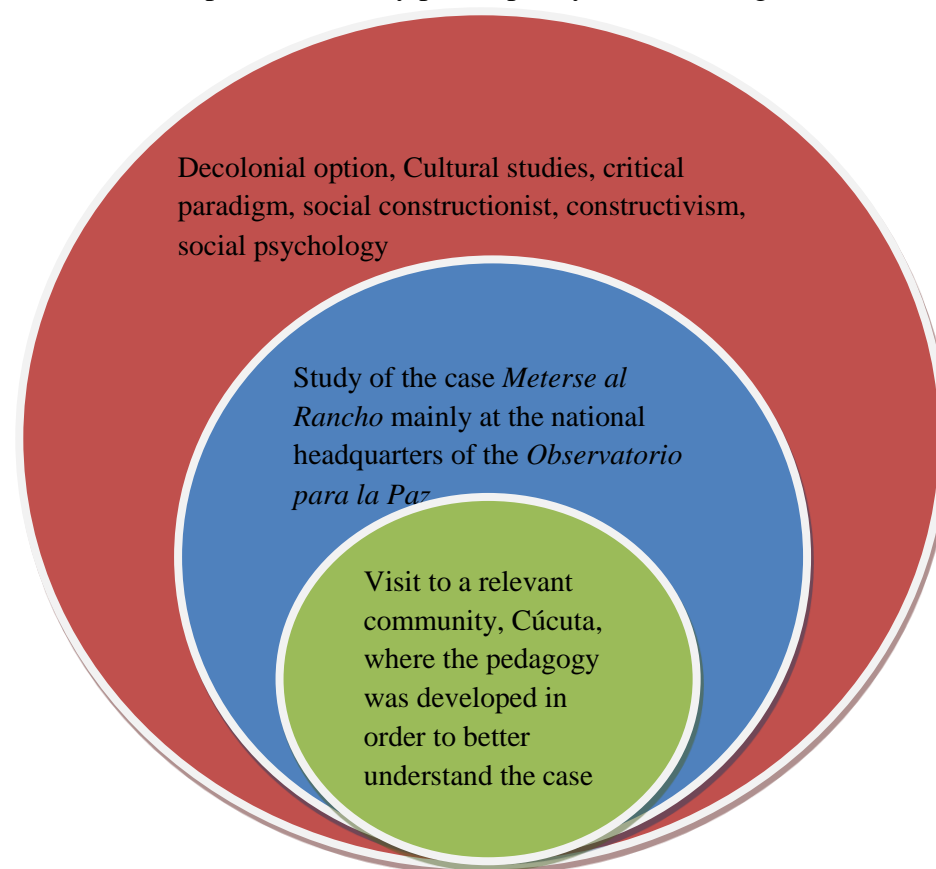 Decolonial option, Cultural studies, critical
paradigm, social constructionist, constructivism,
social psychology
Study of the case Meterse al
Rancho mainly at the national
headquarters of the Observatorio
para la Paz
Visit to a relevant
community, Cúcuta,
where the pedagogy
was developed in
order to better
understand the case